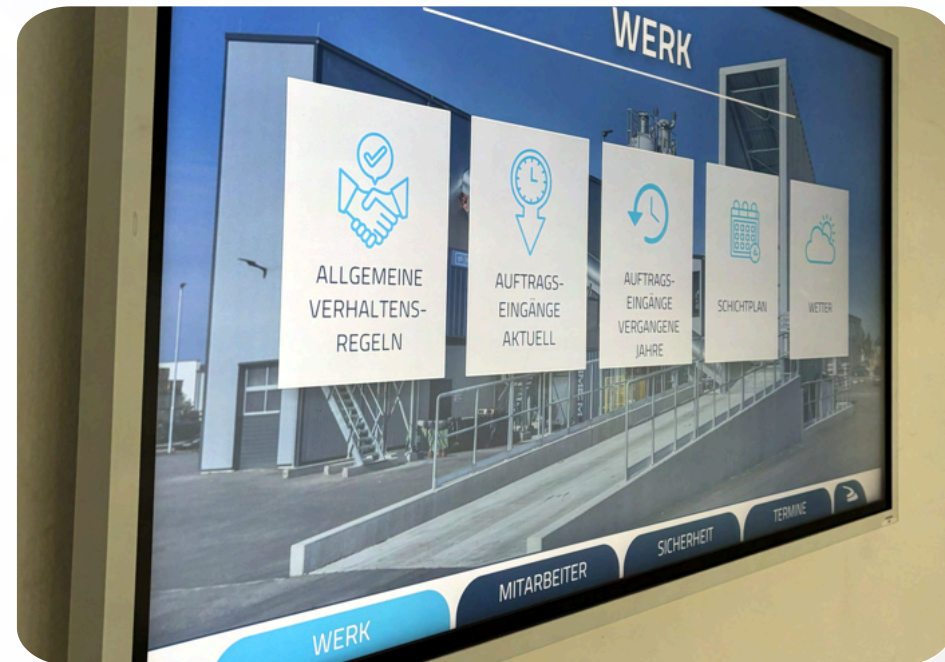 WERK
ALLGEMEINE
VERHALTENS-
REGELN
AUFTRAGS-
EINGÄNGE
AKTUELL
AUFTRAGS-
EINGÄNGE
VERGANGENE
JAHRE
SCHICHTPLAN
WETTER
WERK
MITARBEITER
SICHERHEIT
TERMINE